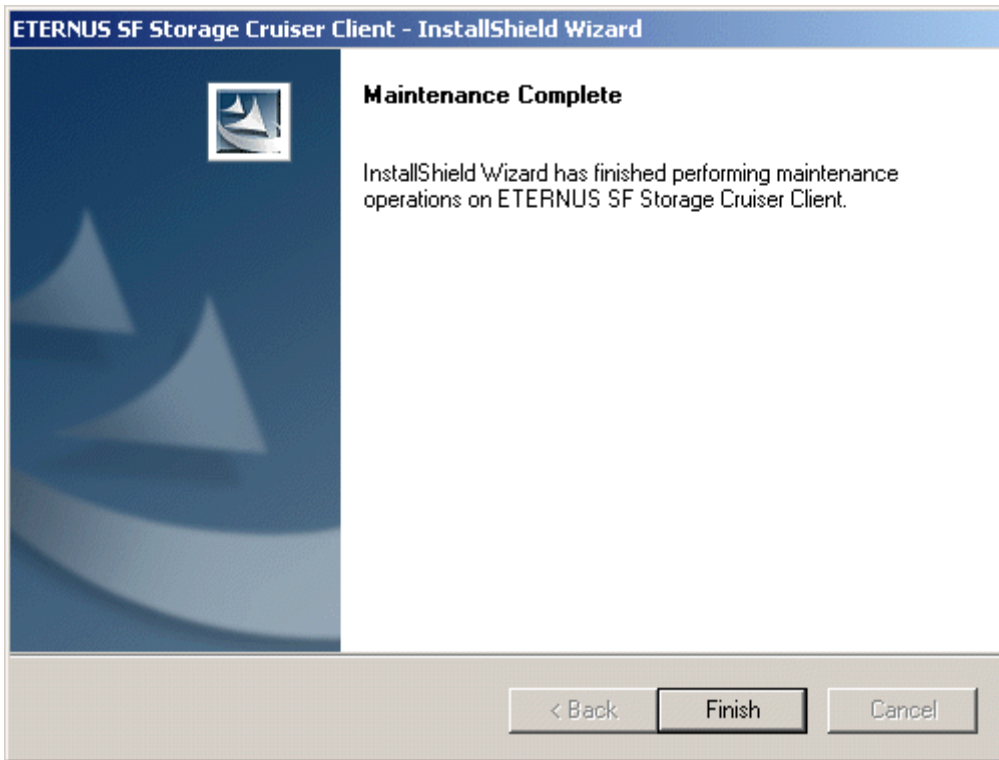 ETERNUS SF Storage Cruiser Client - InstallShield Wizard
Maintenance Complete
InstallShield Wizard has finished performing maintenance
operations on ETERNUS SF Storage Cruiser Client.
< Back Finish Cancel